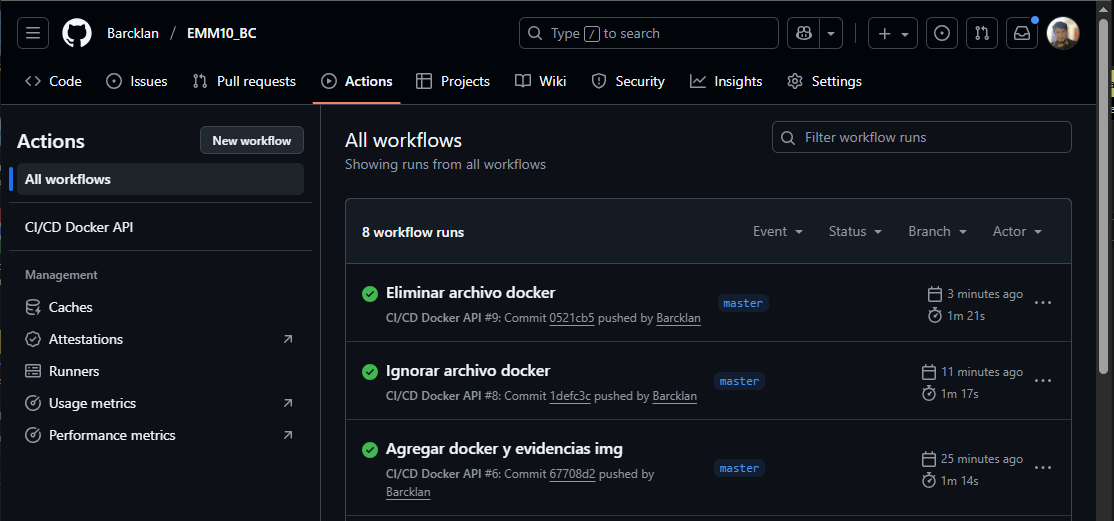 Barcklan / EMM10_BC
Type / to search
Code
Issues
Pull requests
Actions
Projects
Wiki
Security
Insights
Settings
Actions
New workflow
All workflows
CI/CD Docker API
Management
Caches
Attestations
Runners
Usage metrics
Performance metrics
All workflows
Showing runs from all workflows
Filter workflow runs
8 workflow runs
Event
Status
Branch
Actor
Eliminar archivo docker
CI/CD Docker API #9: Commit 0521cb5 pushed by Barcklan
master
3 minutes ago
1m 21s
Ignorar archivo docker
CI/CD Docker API #8: Commit 1defc3c pushed by Barcklan
master
11 minutes ago
1m 17s
Agregar docker y evidencias img
CI/CD Docker API #6: Commit 67708d2 pushed by
Barcklan
master
25 minutes ago
1m 14s